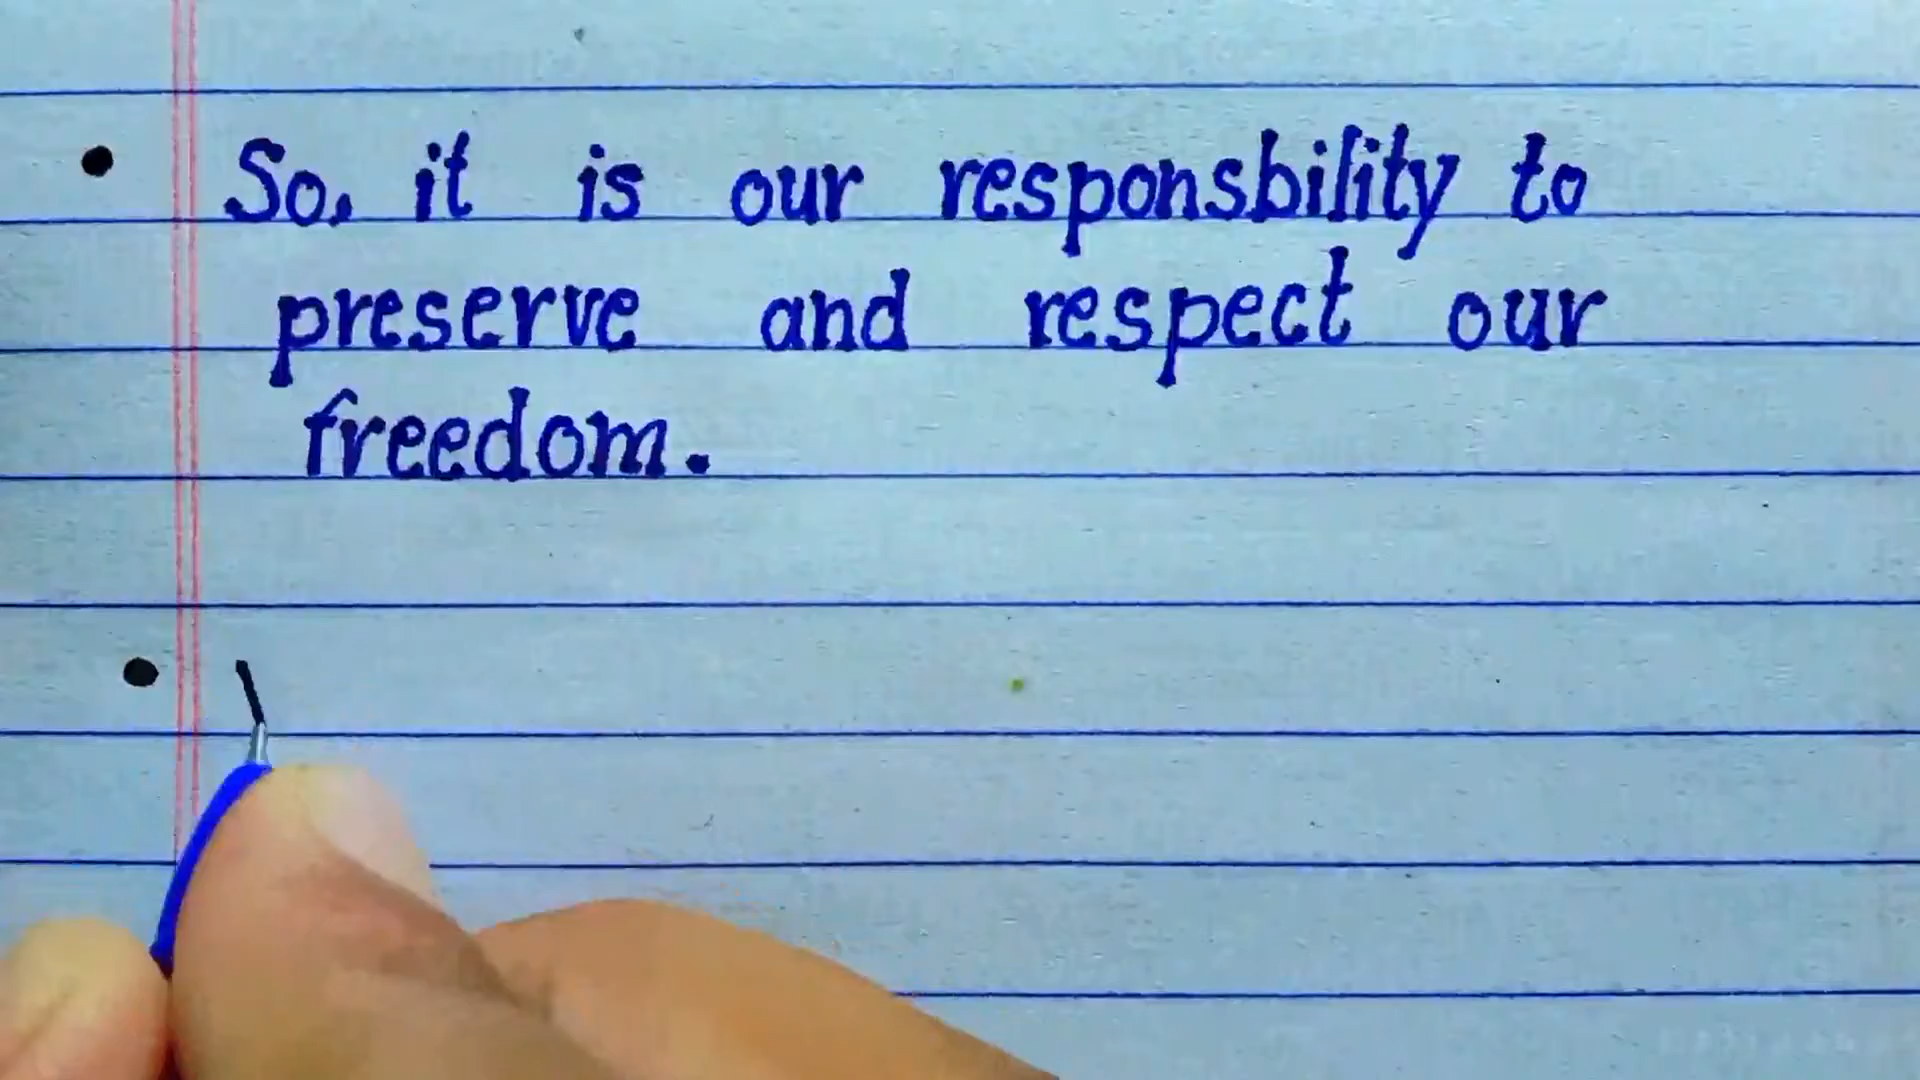 So, it is our responsbility to
preserve and respect our
freedom.